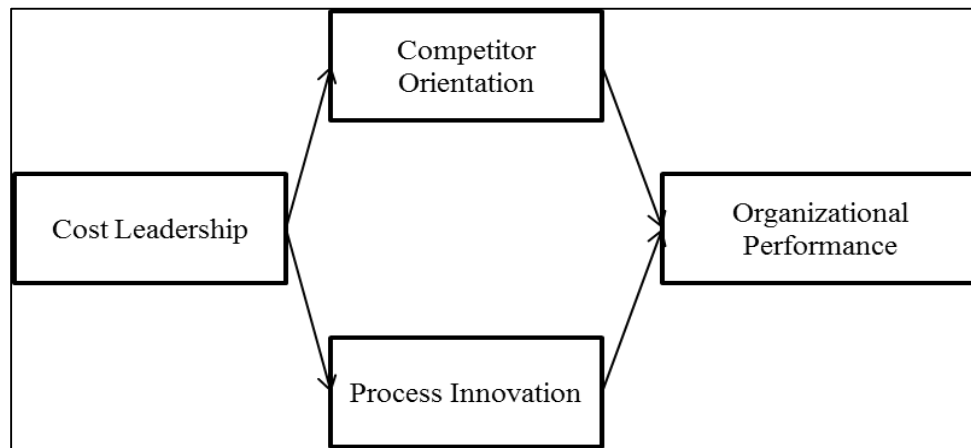 Competitor
Orientation
Cost Leadership
Organizational
Performance
Process Innovation